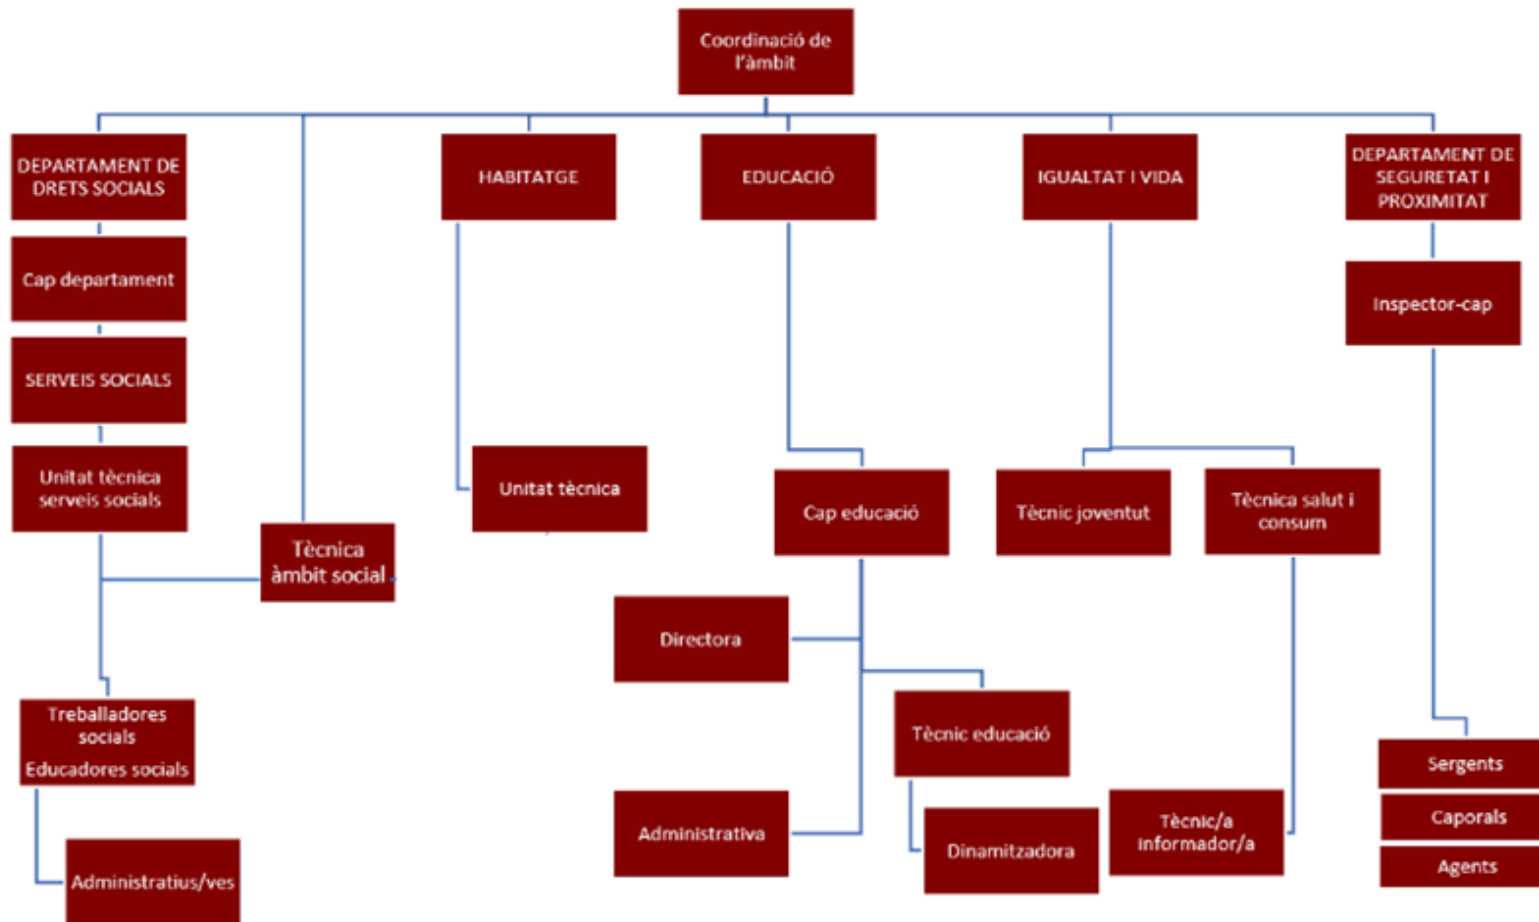 Coordinació de
l'àmbit
DEPARTAMENT DE
DRETS SOCIALS
HABITATGE
EDUCACIÓ
IGUALTAT I VIDA
DEPARTAMENT DE
SEGURETAT I
PROXIMITAT
Cap departament
Inspector-cap
SERVEIS SOCIALS
Unitat tècnica
serveis socials
Unitat tècnica
Cap educació
Tècnic joventut
Tècnica salut i
consum
Tècnica
àmbit social
Directora
Treballadores
socials
Educadores socials
Tècnic educació
Sergents
Administrativa
Dinamitzadora
Tècnic/a
Informador/a
Caporals
Agents
Administratius/ves